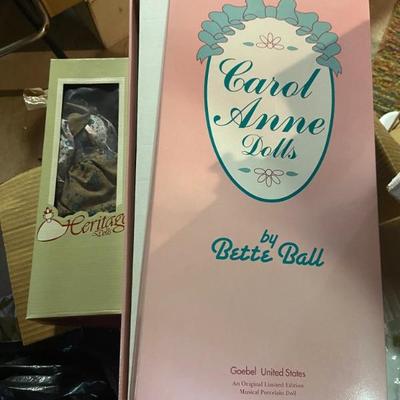 Carol
Anne
Dolls
by
Bette Ball
Goebel United States
An Original Limited Edition
Musical Porcelain Doll
Heritage
Dolls